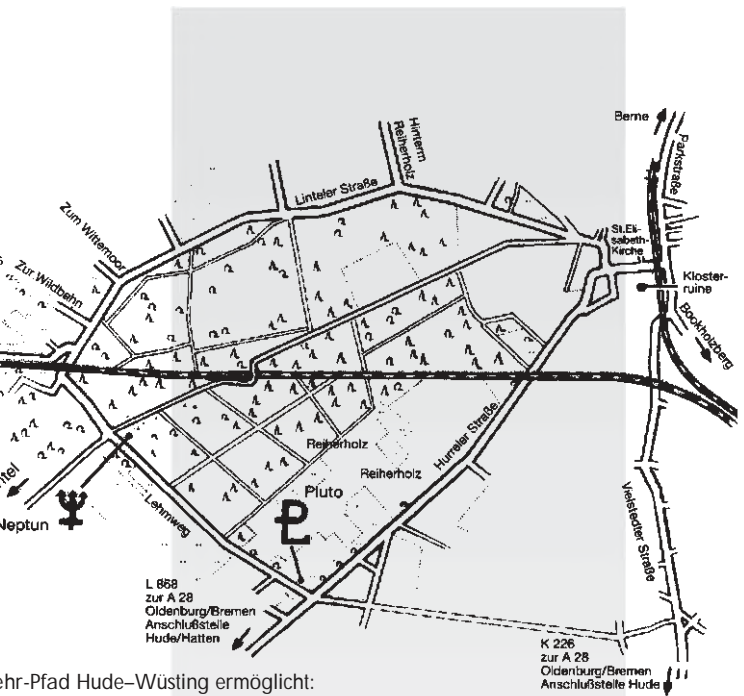 Berne
Parkstraße
Hinterm
Reiherholz
Linteler Straße
Zum Wittemoor
Zur Wildbahn
St.Eli-
sabeth-
Kirche
Kloster-
ruine
Bookholzberg
Hurreler Straße
Reiherholz
Reiherholz
Pluto
Neptun
Lehmweg
Vielstedter Straße
L 868
zur A 28
Oldenburg/Bremen
Anschlußstelle
Hude/Hatten
K 226
zur A 28
Oldenburg/Bremen
Anschlußstelle Hude
ehr-Pfad Hude–Wüsting ermöglicht: